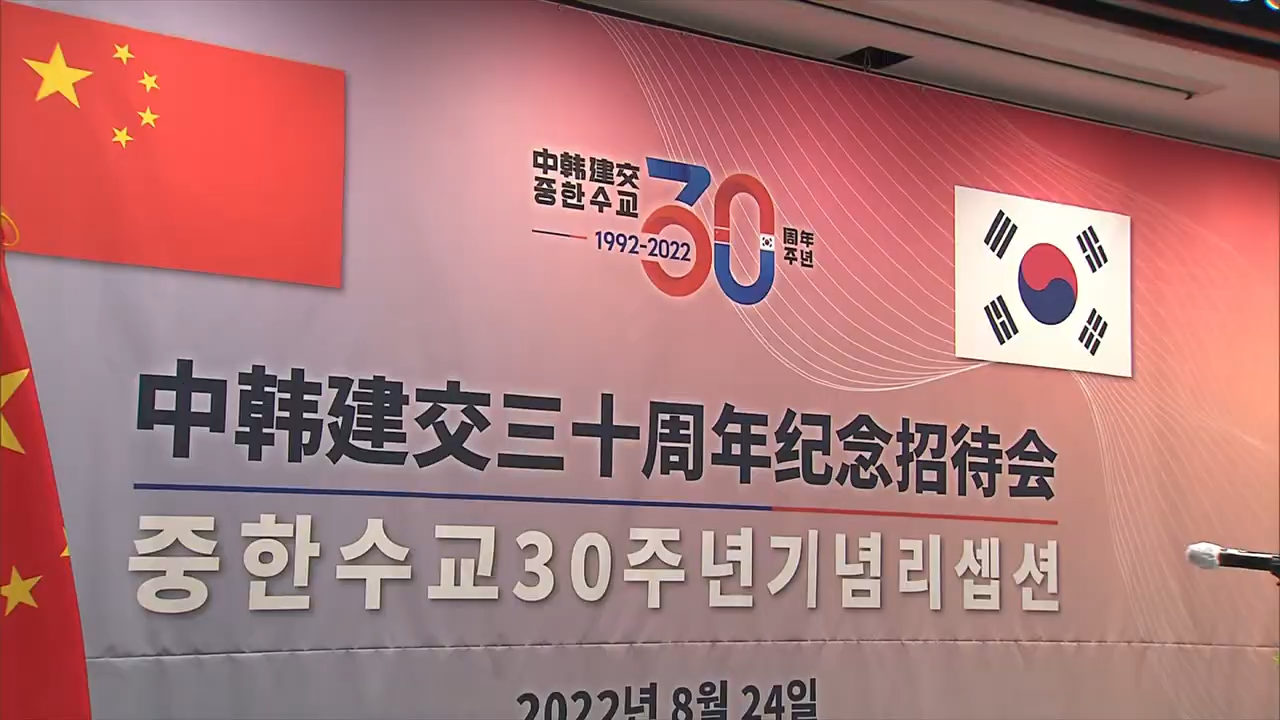 中韩建交
중한수교
30
周年
주년
1992-2022
中韩建交三十周年纪念招待会
중한수교30주년기념리셉션
2022년 8월 24일